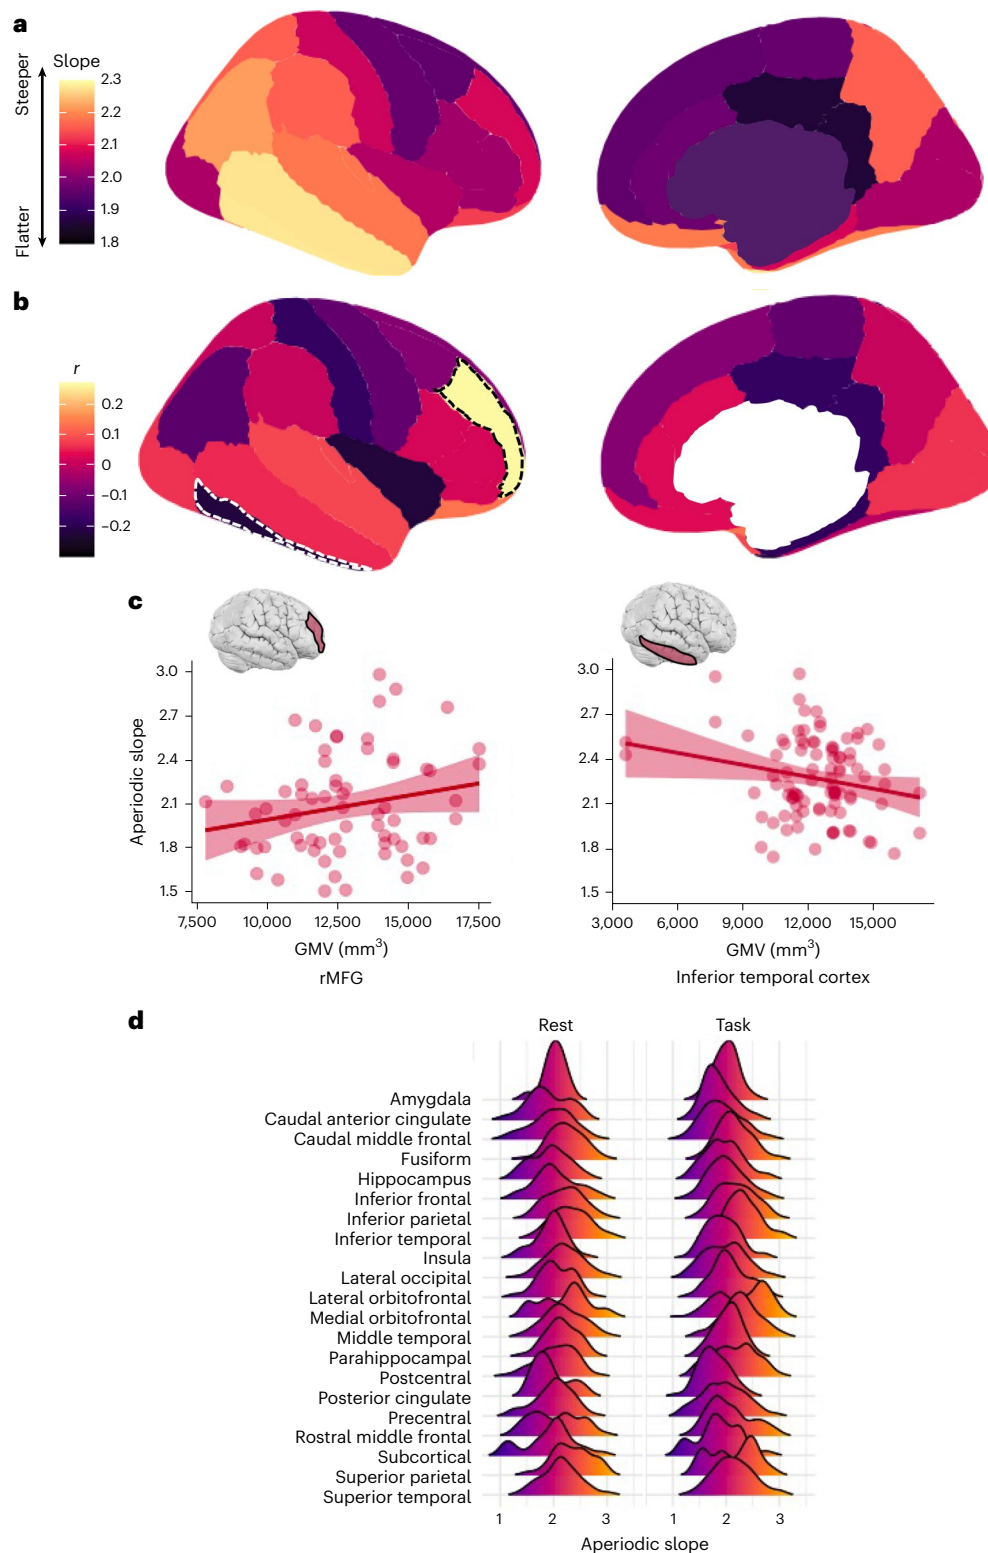 a
Steeper
Flatter
Slope
2.3
2.2
2.1
2.0
1.9
1.8
b
r
0.2
0.1
0
–0.1
–0.2
c
Aperiodic slope
3.0
2.7
2.4
2.1
1.8
1.5
7,500 10,000 12,500 15,000 17,500
GMV (mm³)
rMFG
3.0
2.7
2.4
2.1
1.8
1.5
3,000 6,000 9,000 12,000 15,000
GMV (mm³)
Inferior temporal cortex
d
Rest Task
Amygdala
Caudal anterior cingulate
Caudal middle frontal
Fusiform
Hippocampus
Inferior frontal
Inferior parietal
Inferior temporal
Insula
Lateral occipital
Lateral orbitofrontal
Medial orbitofrontal
Middle temporal
Parahippocampal
Postcentral
Posterior cingulate
Precentral
Rostral middle frontal
Subcortical
Superior parietal
Superior temporal
1 2 3 1 2 3
Aperiodic slope